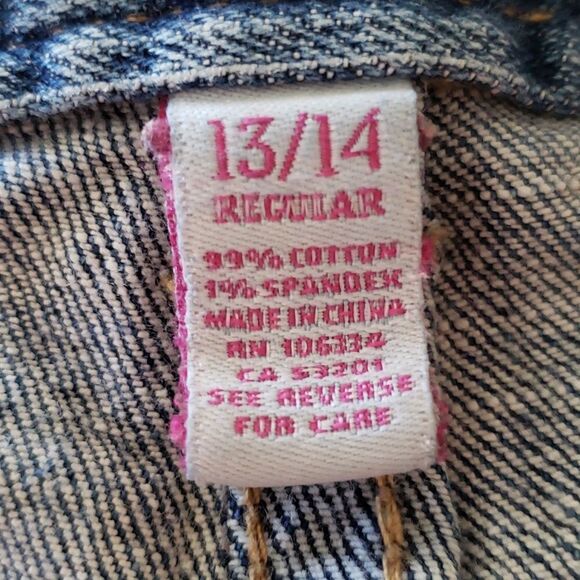 13/14
REGULAR
99% COTTON
1% SPANDEX
MADE IN CHINA
RN 106334
CA 53201
SEE REVERSE
FOR CARE